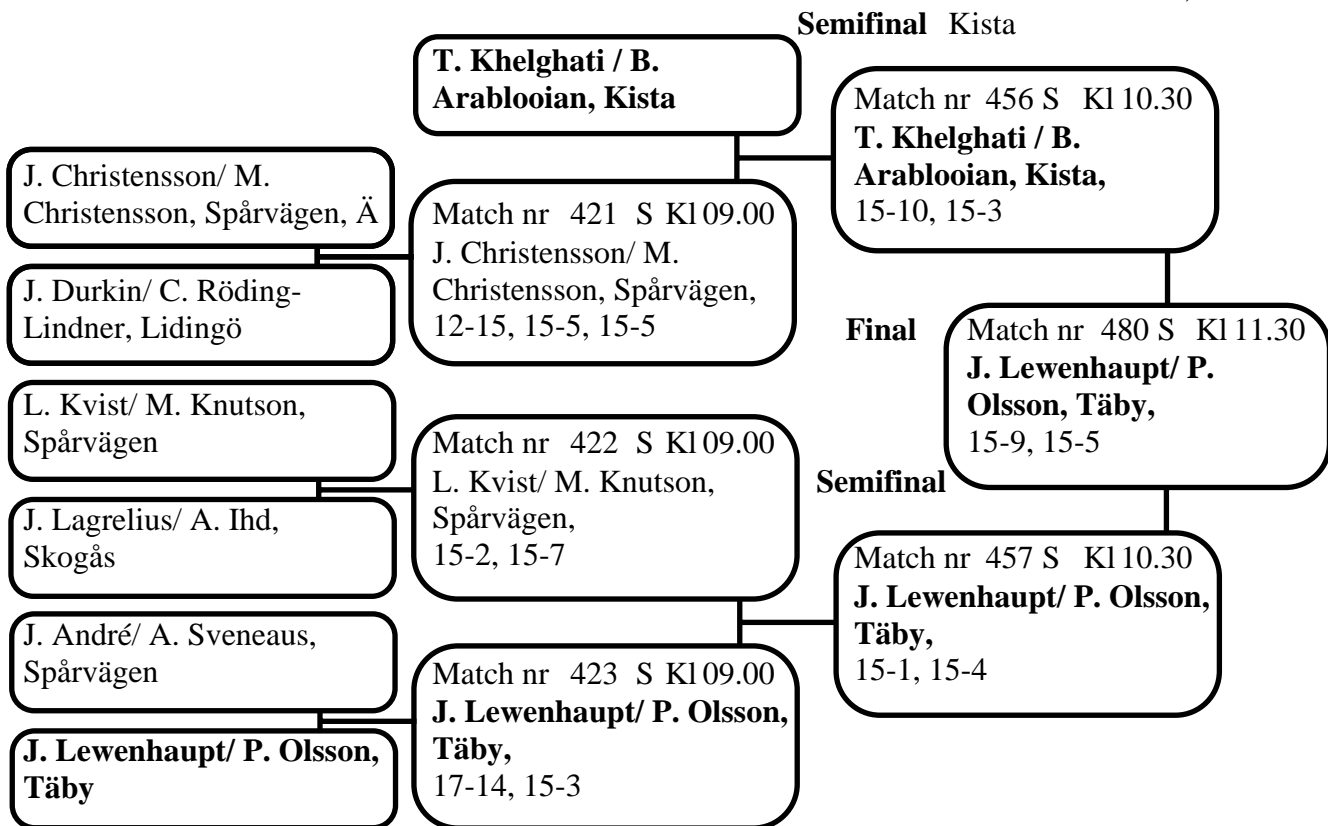 Semifinal Kista
T. Khelghati / B.
Arablooian, Kista
Match nr 456 S Kl 10.30
T. Khelghati / B.
Arablooian, Kista,
15-10, 15-3
J. Christensson/ M.
Christensson, Spårvägen, Ä
Match nr 421 S Kl 09.00
J. Christensson/ M.
Christensson, Spårvägen,
12-15, 15-5, 15-5
J. Durkin/ C. Röding-
Lindner, Lidingö
Final
Match nr 480 S Kl 11.30
J. Lewenhaupt/ P.
Olsson, Täby,
15-9, 15-5
L. Kvist/ M. Knutson,
Spårvägen
Match nr 422 S Kl 09.00
L. Kvist/ M. Knutson,
Spårvägen,
15-2, 15-7
Semifinal
J. Lagrelius/ A. Ihd,
Skogås
Match nr 457 S Kl 10.30
J. Lewenhaupt/ P. Olsson,
Täby,
15-1, 15-4
J. André/ A. Sveneaus,
Spårvägen
Match nr 423 S Kl 09.00
J. Lewenhaupt/ P. Olsson,
Täby,
17-14, 15-3
J. Lewenhaupt/ P. Olsson,
Täby